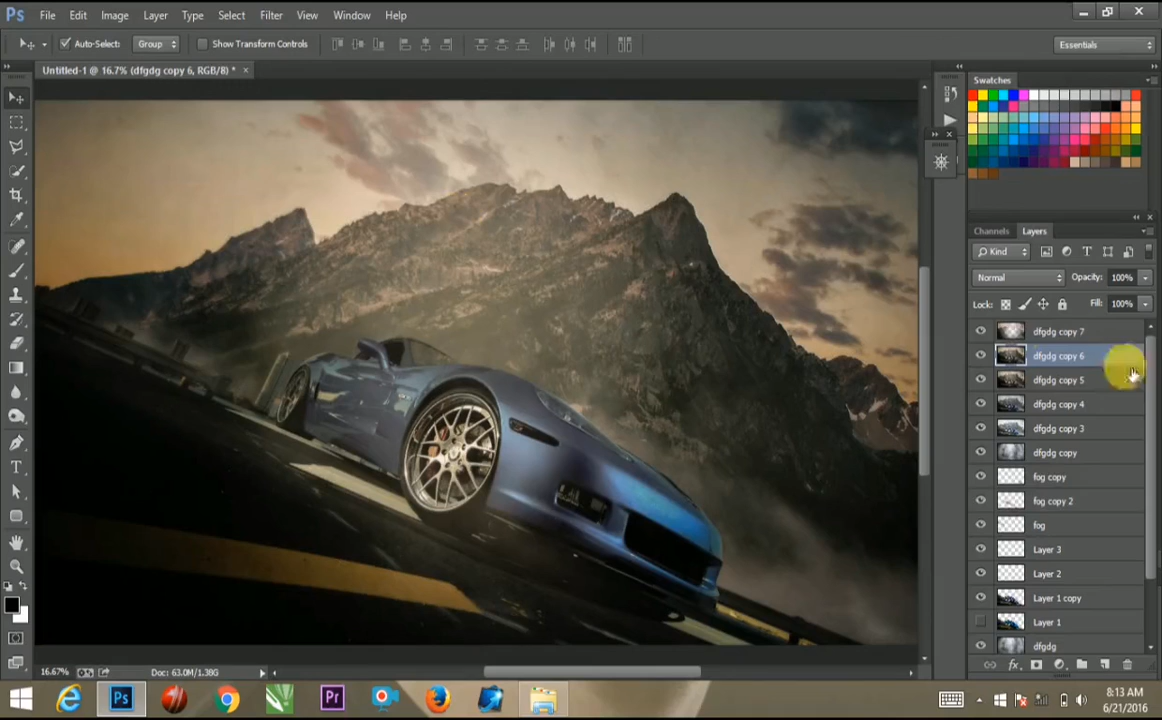 Ps File Edit Image Layer Type Select Filter View Window Help
Auto-Select: Group Show Transform Controls Essentials
Untitled-1 @ 16.7% (dfgdg copy 6, RGB/8) * ×
Swatches
Channels Layers
Kind
Normal Opacity: 100%
Lock: Fill: 100%
dfgdg copy 7
dfgdg copy 6
dfgdg copy 5
dfgdg copy 4
dfgdg copy 3
dfgdg copy
fog copy
fog copy 2
fog
Layer 3
Layer 2
Layer 1 copy
Layer 1
dfgdg
16.67% Doc: 63.0M/1.38G
Ps Pr
8:13 AM
6/21/2016